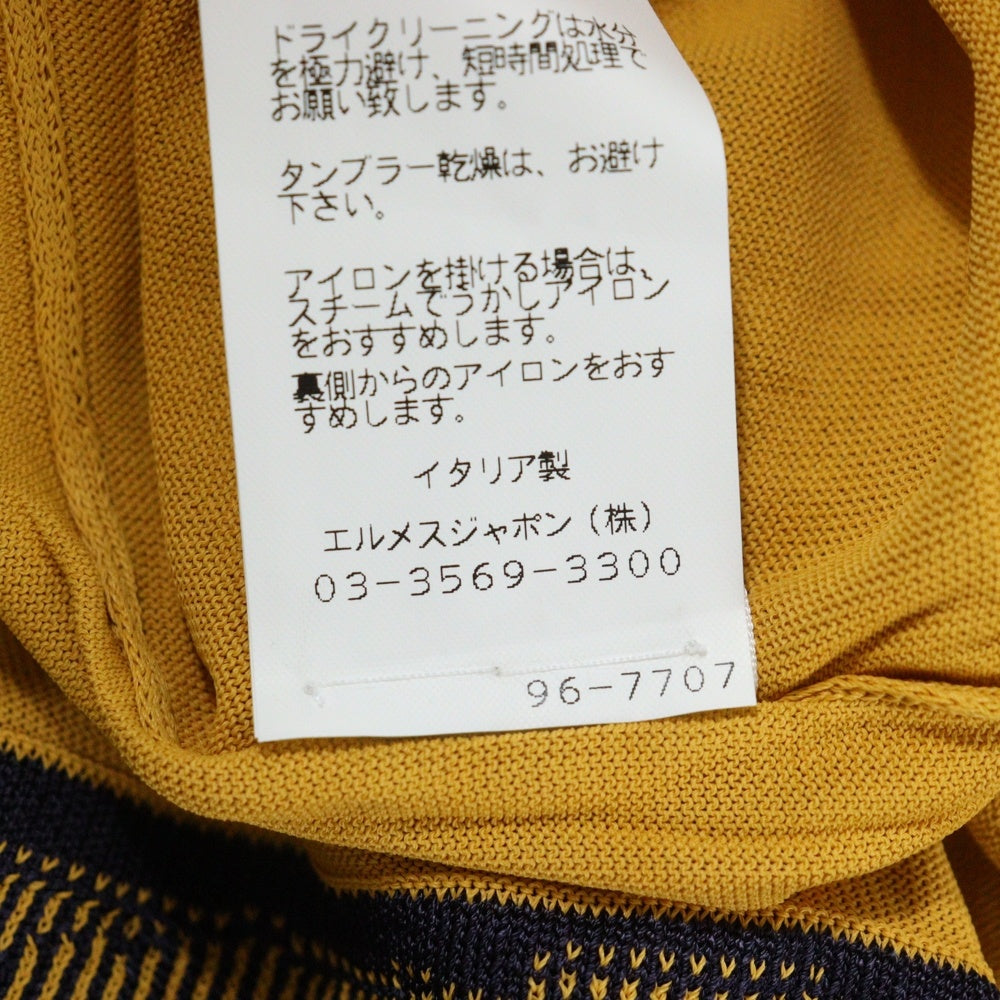 ドライクリーニングは水分
を極力避け、短時間処理で
お願い致します。
タンブラー乾燥は、お避け
下さい。
アイロンを掛ける場合は、
スチームでうかしアイロン
をおすすめします。
裏側からのアイロンをおす
すめします。
イタリア製
エルメスジャポン（株）
03-3569-3300
96-7707